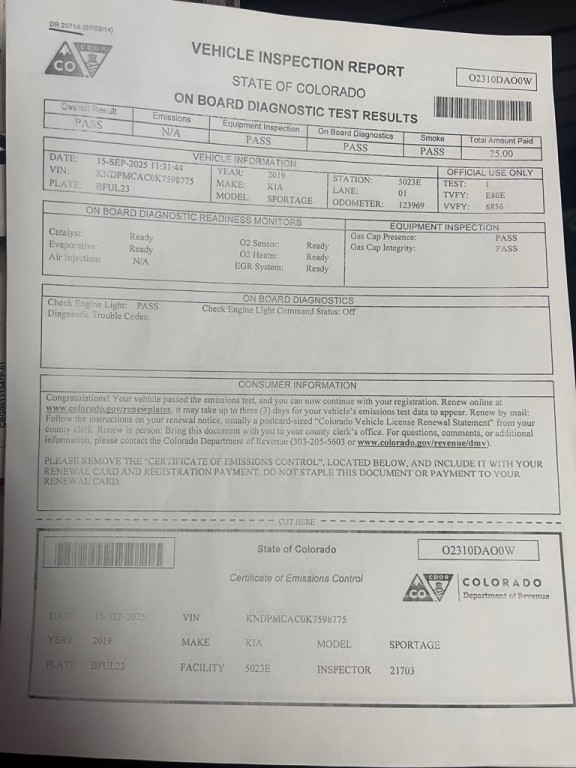 DR 2071A (07/03/14)
CDOR
CO
VEHICLE INSPECTION REPORT
STATE OF COLORADO
ON BOARD DIAGNOSTIC TEST RESULTS
O2310DAO0W
Overall Result Emissions Equipment Inspection On Board Diagnostics Smoke Total Amount Paid
PASS N/A PASS PASS PASS 25.00
VEHICLE INFORMATION OFFICIAL USE ONLY
DATE: 15-SEP-2025 11:31:44 YEAR: 2019 STATION: 5023E TEST: 1
VIN: KNDPMCAC0K7598775 MAKE: KIA LANE: 01 TVFY: E80E
PLATE: BFUL23 MODEL: SPORTAGE ODOMETER: 123969 VVFY: 6856
ON BOARD DIAGNOSTIC READINESS MONITORS EQUIPMENT INSPECTION
Catalyst: Ready O2 Sensor: Ready Gas Cap Presence: PASS
Evaporative: Ready O2 Heater: Ready Gas Cap Integrity: PASS
Air Injection: N/A EGR System: Ready
ON BOARD DIAGNOSTICS
Check Engine Light: PASS Check Engine Light Command Status: Off
Diagnostic Trouble Codes:
CONSUMER INFORMATION
Congratulations! Your vehicle passed the emissions test, and you can now continue with your registration. Renew online at
www.colorado.gov/renewplates, it may take up to three (3) days for your vehicle's emissions test data to appear. Renew by mail:
Follow the instructions on your renewal notice, usually a postcard-sized "Colorado Vehicle License Renewal Statement" from your
county clerk. Renew in person: Bring this document with you to your county clerk's office. For questions, comments, or additional
information, please contact the Colorado Department of Revenue (303-205-5603 or www.colorado.gov/revenue/dmv).
PLEASE REMOVE THE "CERTIFICATE OF EMISSIONS CONTROL", LOCATED BELOW, AND INCLUDE IT WITH YOUR
RENEWAL CARD AND REGISTRATION PAYMENT. DO NOT STAPLE THIS DOCUMENT OR PAYMENT TO YOUR
RENEWAL CARD.
CUT HERE
State of Colorado
O2310DAO0W
Certificate of Emissions Control
CDOR
CO
COLORADO
Department of Revenue
DATE 15-SEP-2025 VIN KNDPMCAC0K7598775
YEAR 2019 MAKE KIA MODEL SPORTAGE
PLATE BFUL23 FACILITY 5023E INSPECTOR 21703